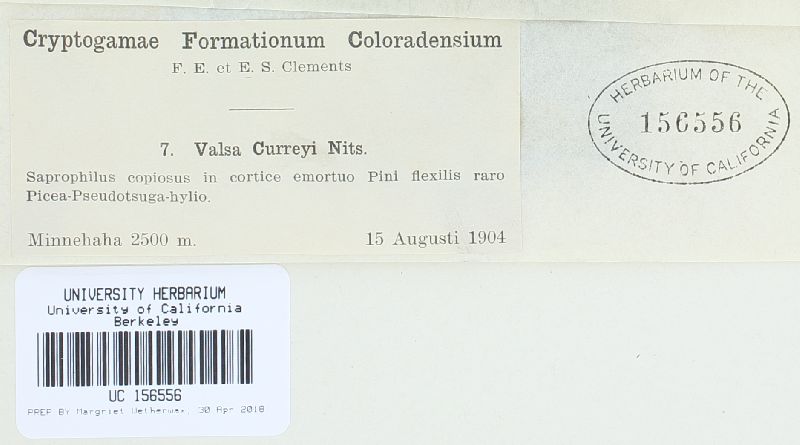 Cryptogamae Formationum Coloradensium
F. E. et E. S. Clements
7. Valsa Curreyi Nits.
Saprophilus copiosus in cortice emortuo Pini flexilis raro
Picea-Pseudotsuga-hylio.
Minnehaha 2500 m. 15 Augusti 1904
HERBARIUM OF THE
156556
UNIVERSITY OF CALIFORNIA
UNIVERSITY HERBARIUM
University of California
Berkeley
UC 156556
PREP BY Margriet Wetherwax, 30 Apr 2018